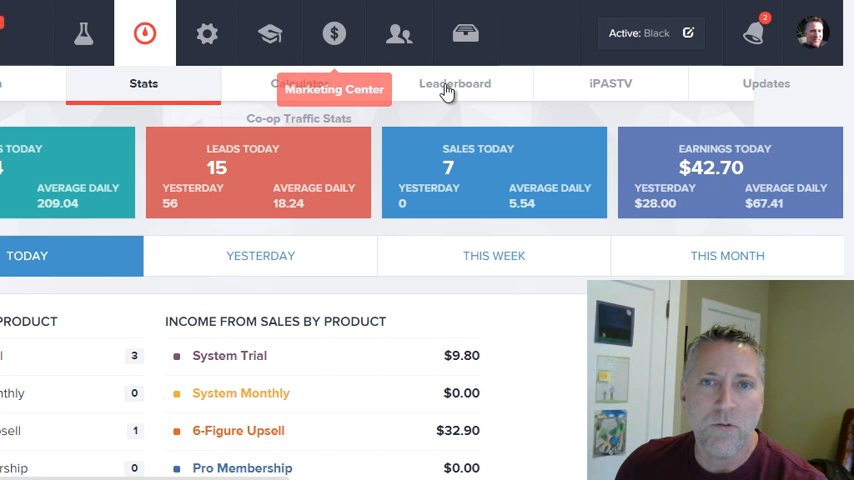 $
Active: Black
2
Stats
Calculator
Marketing Center
Leaderboard
iPASTV
Updates
Co-op Traffic Stats
S TODAY
4
AVERAGE DAILY
209.04
LEADS TODAY
15
YESTERDAY
56
AVERAGE DAILY
18.24
SALES TODAY
7
YESTERDAY
0
AVERAGE DAILY
5.54
EARNINGS TODAY
$42.70
YESTERDAY
$28.00
AVERAGE DAILY
$67.41
TODAY
YESTERDAY
THIS WEEK
THIS MONTH
PRODUCT
INCOME FROM SALES BY PRODUCT
l
3
System Trial
$9.80
nthly
0
System Monthly
$0.00
sell
1
6-Figure Upsell
$32.90
ership
0
Pro Membership
$0.00